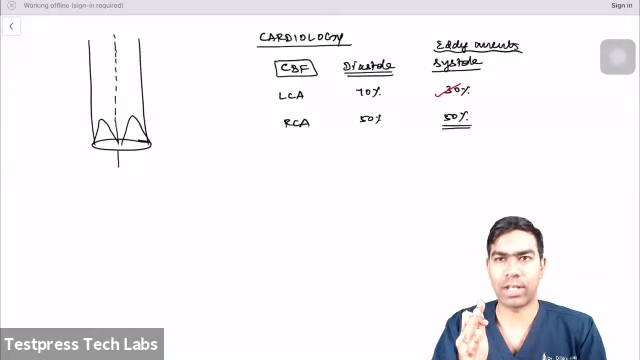 Working offline (sign-in required)
Sign in
CARDIOLOGY
Eddy currents
CBF Diastole Systole
LCA 70% 30%
RCA 50% 50%
Testpress Tech Labs